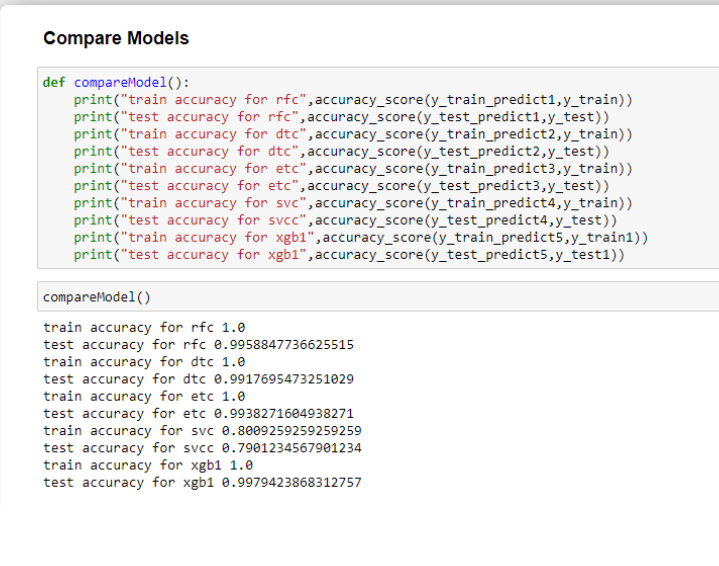 Compare Models
def compareModel():
    print("train accuracy for rfc",accuracy_score(y_train_predict1,y_train))
    print("test accuracy for rfc",accuracy_score(y_test_predict1,y_test))
    print("train accuracy for dtc",accuracy_score(y_train_predict2,y_train))
    print("test accuracy for dtc",accuracy_score(y_test_predict2,y_test))
    print("train accuracy for etc",accuracy_score(y_train_predict3,y_train))
    print("test accuracy for etc",accuracy_score(y_test_predict3,y_test))
    print("train accuracy for svc",accuracy_score(y_train_predict4,y_train))
    print("test accuracy for svcc",accuracy_score(y_test_predict4,y_test))
    print("train accuracy for xgb1",accuracy_score(y_train_predict5,y_train1))
    print("test accuracy for xgb1",accuracy_score(y_test_predict5,y_test1))
compareModel()
train accuracy for rfc 1.0
test accuracy for rfc 0.9958847736625515
train accuracy for dtc 1.0
test accuracy for dtc 0.9917695473251029
train accuracy for etc 1.0
test accuracy for etc 0.9938271604938271
train accuracy for svc 0.8009259259259259
test accuracy for svcc 0.7901234567901234
train accuracy for xgb1 1.0
test accuracy for xgb1 0.9979423868312757